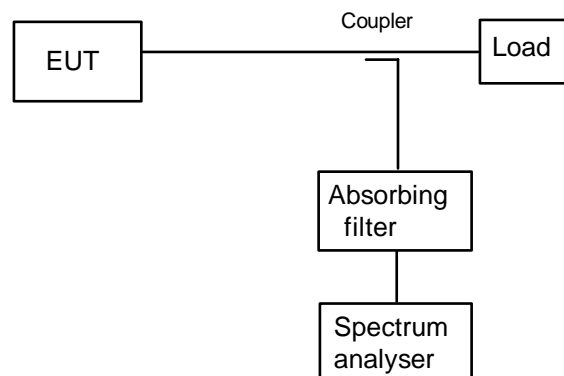 Coupler
EUT
Load
Absorbing
filter
Spectrum
analyser